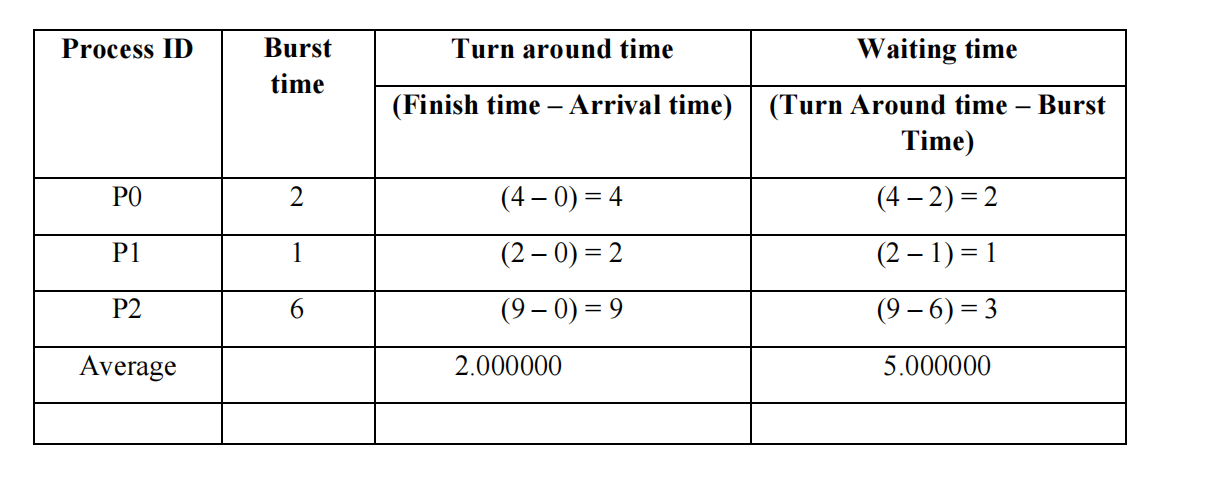 Process ID Burst time Turn around time Waiting time
(Finish time – Arrival time) (Turn Around time – Burst Time)
P0 2 (4 – 0) = 4 (4 – 2) = 2
P1 1 (2 – 0) = 2 (2 – 1) = 1
P2 6 (9 – 0) = 9 (9 – 6) = 3
Average 2.000000 5.000000